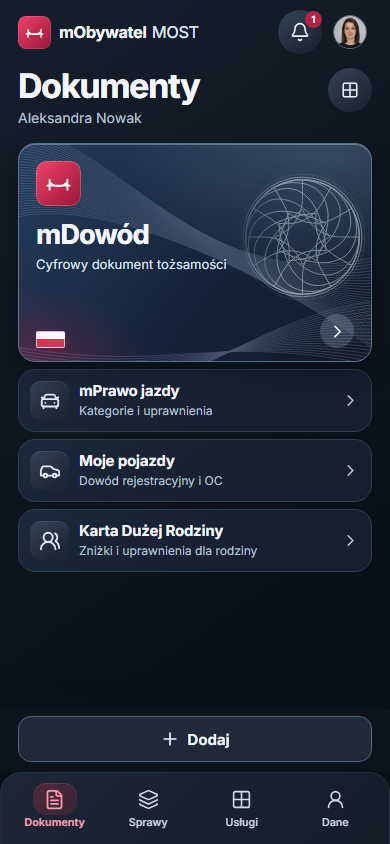 mObywatel MOST
1
Dokumenty
Aleksandra Nowak
mDowód
Cyfrowy dokument tożsamości
mPrawo jazdy
Kategorie i uprawnienia
Moje pojazdy
Dowód rejestracyjny i OC
Karta Dużej Rodziny
Zniżki i uprawnienia dla rodziny
Dodaj
Dokumenty
Sprawy
Usługi
Dane